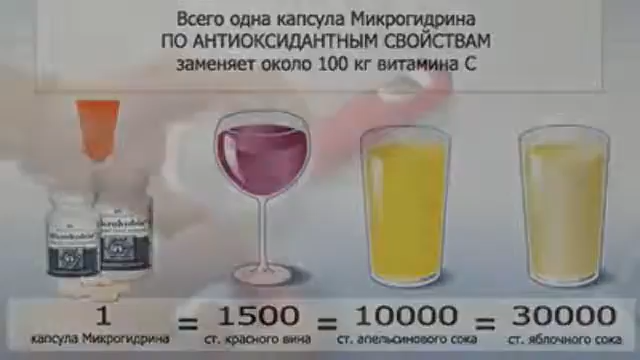 Всего одна капсула Микрогидрина
ПО АНТИОКСИДАНТНЫМ СВОЙСТВАМ
заменяет около 100 кг витамина С
1 = 1500 = 10000 = 30000
капсула Микрогидрина ст. красного вина ст. апельсинового сока ст. яблочного сока